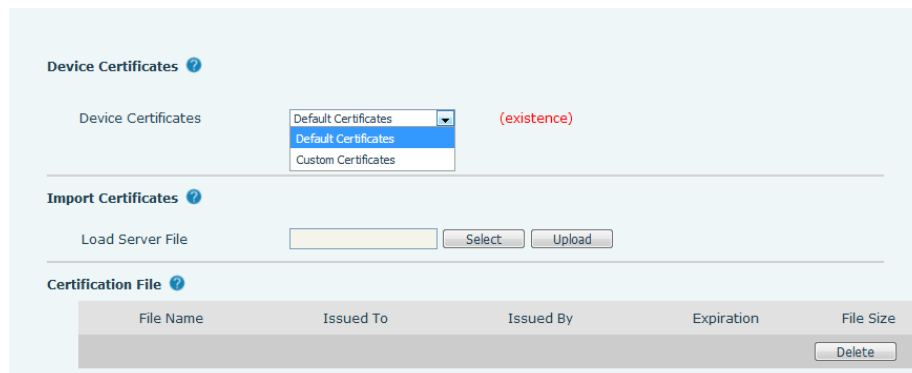 Device Certificates ?
Device Certificates Default Certificates (existence)
Default Certificates
Custom Certificates
Import Certificates ?
Load Server File Select Upload
Certification File ?
File Name Issued To Issued By Expiration File Size
Delete